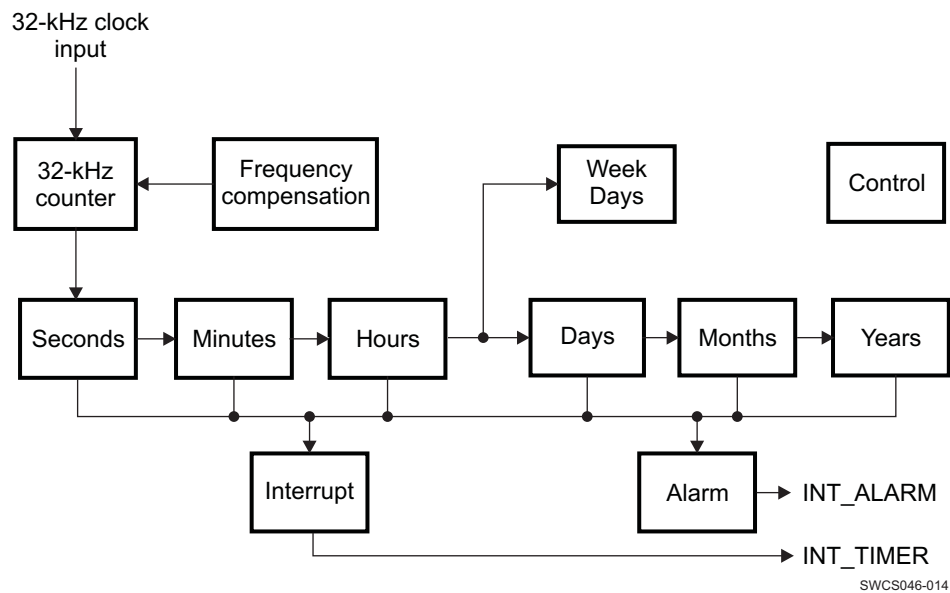 32-kHz clock
input
32-kHz
counter
Frequency
compensation
Week
Days
Control
Seconds
Minutes
Hours
Days
Months
Years
Interrupt
Alarm
INT_ALARM
INT_TIMER
SWCS046-014